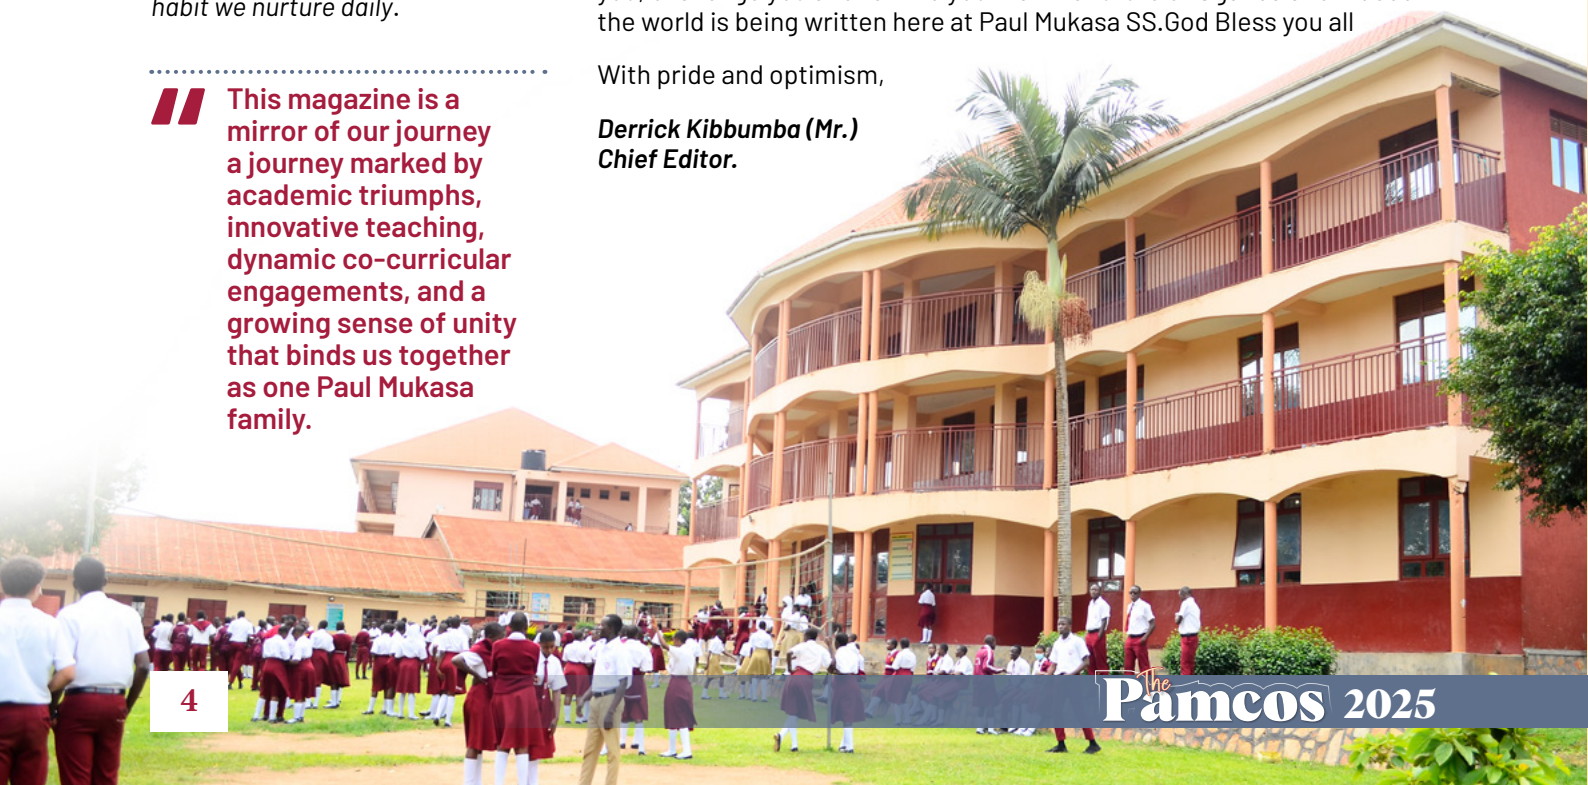 habit we nurture daily.
This magazine is a
mirror of our journey
a journey marked by
academic triumphs,
innovative teaching,
dynamic co-curricular
engagements, and a
growing sense of unity
that binds us together
as one Paul Mukasa
family.
the world is being written here at Paul Mukasa SS.God Bless you all
With pride and optimism,
Derrick Kibbumba (Mr.)
Chief Editor.
4
The Pamcos 2025